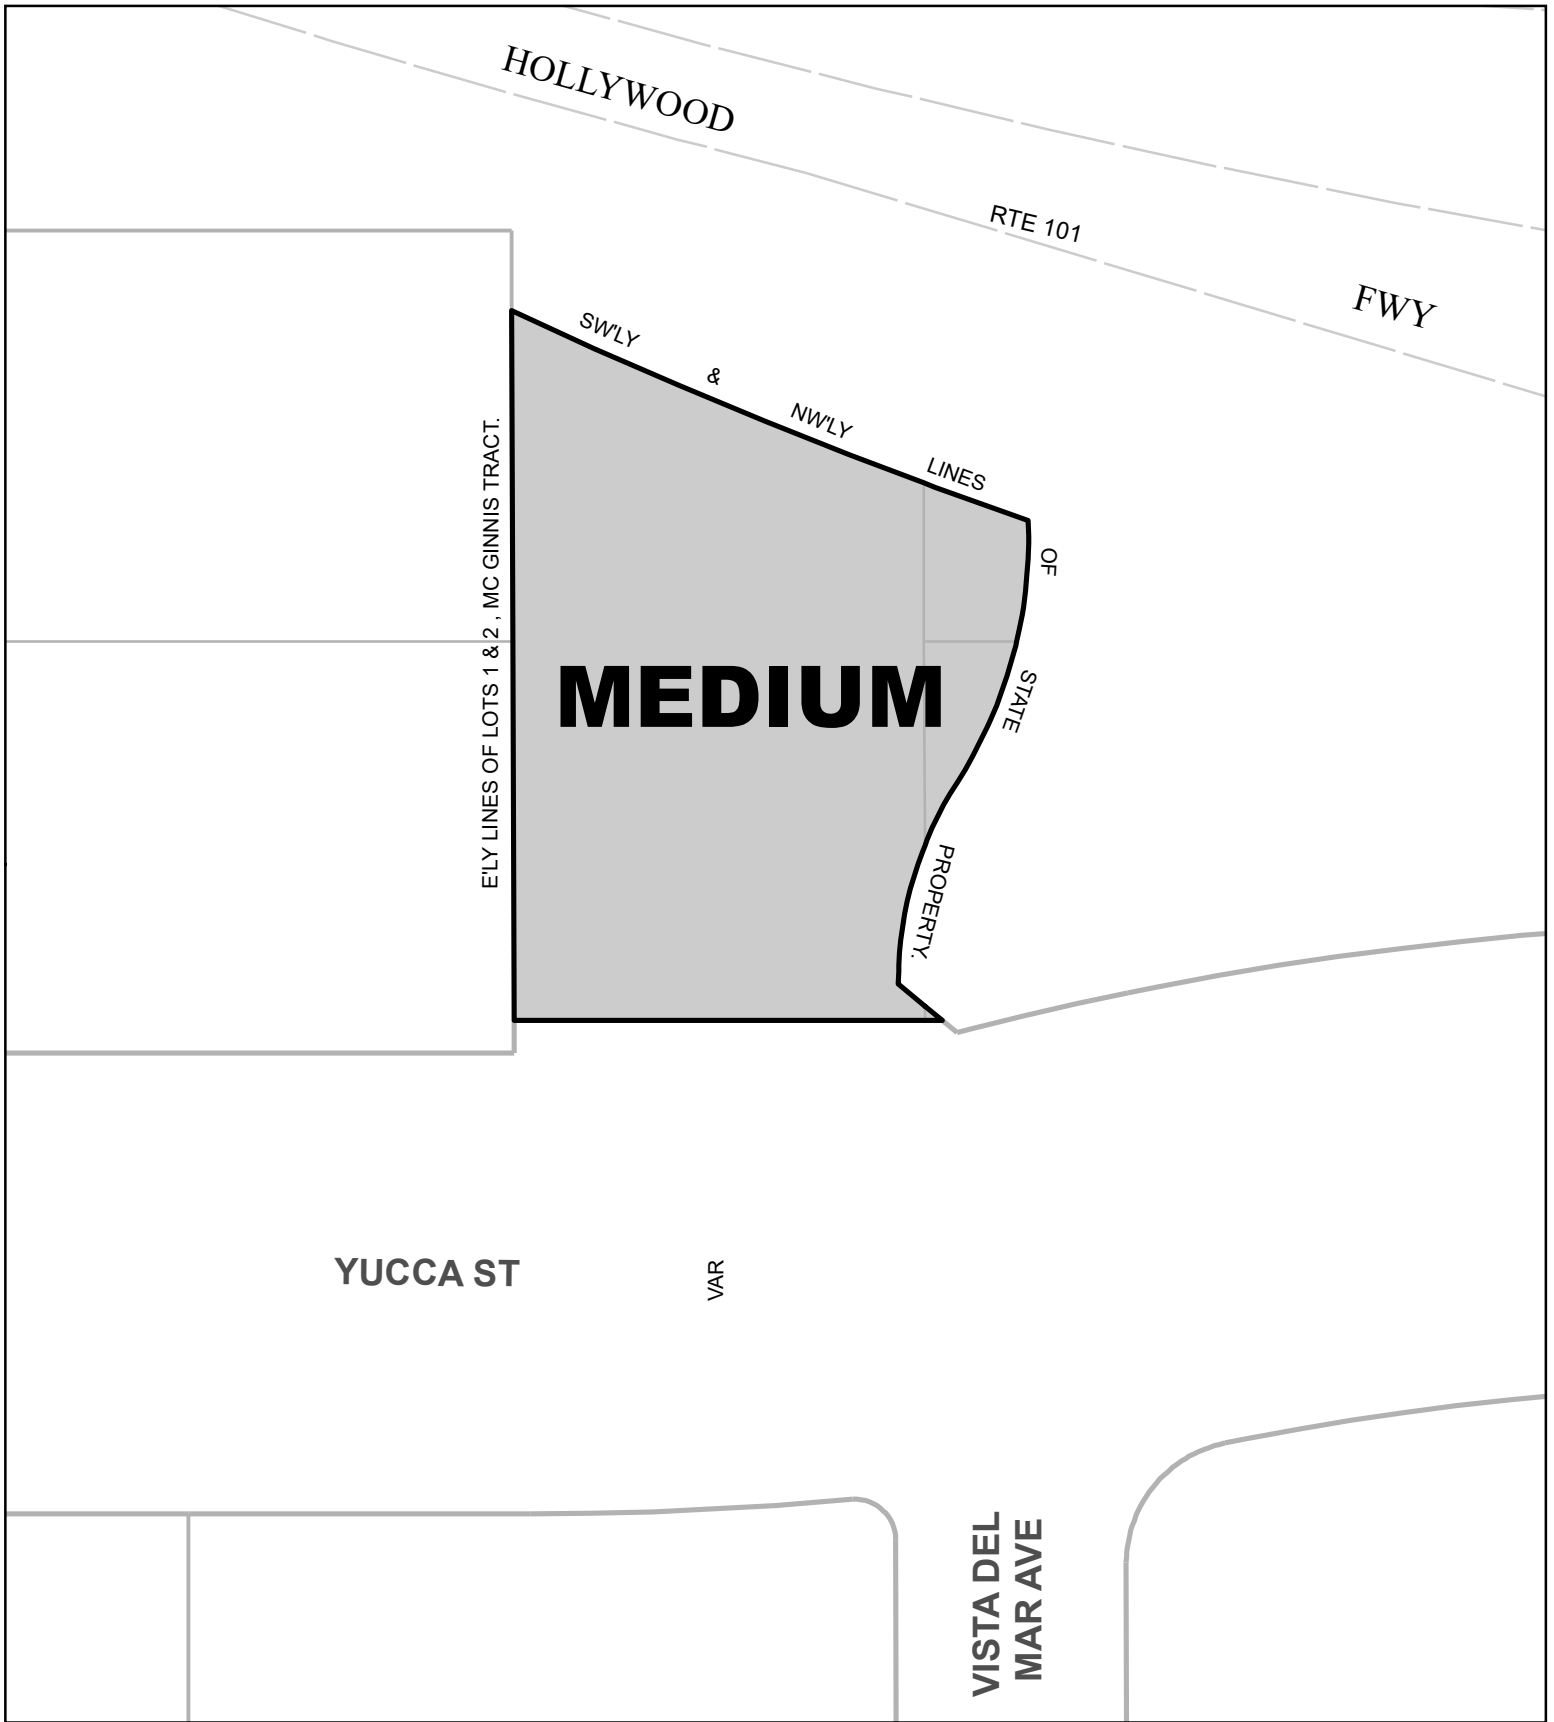 HOLLYWOOD
RTE 101
FWY
SW'LY & NW'LY LINES OF STATE PROPERTY.
E'LY LINES OF LOTS 1 & 2 , MC GINNIS TRACT.
MEDIUM
YUCCA ST
VAR
VISTA DEL
MAR AVE